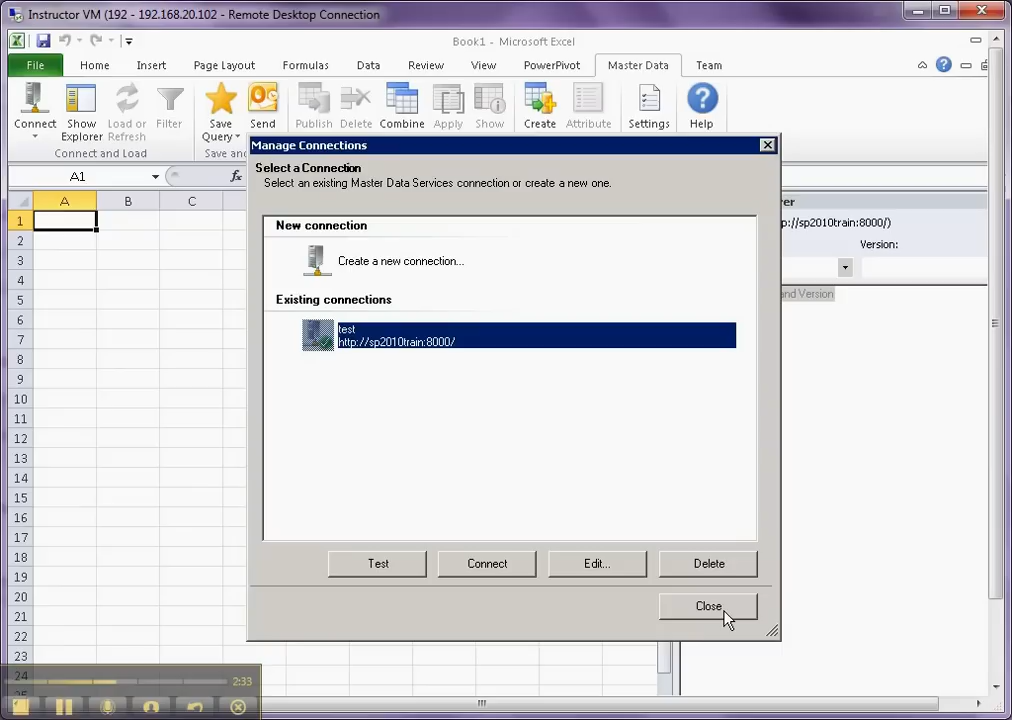 Instructor VM (192 - 192.168.20.102 - Remote Desktop Connection
Book1 - Microsoft Excel
File Home Insert Page Layout Formulas Data Review View PowerPivot Master Data Team
Connect Show Explorer Load or Refresh Filter Save Query Send Publish Delete Combine Apply Show Create Attribute Settings Help
Connect and Load Save and
A1 fx
Manage Connections
Select a Connection
Select an existing Master Data Services connection or create a new one.
A B C
New connection
Create a new connection...
Existing connections
test
http://sp2010train:8000/
rer
p://sp2010train:8000/)
Version:
and Version
1
2
3
4
5
6
7
8
9
10
11
12
13
14
15
16
17
18
19
20
21
22
23
24
Test Connect Edit... Delete
Close
2:33